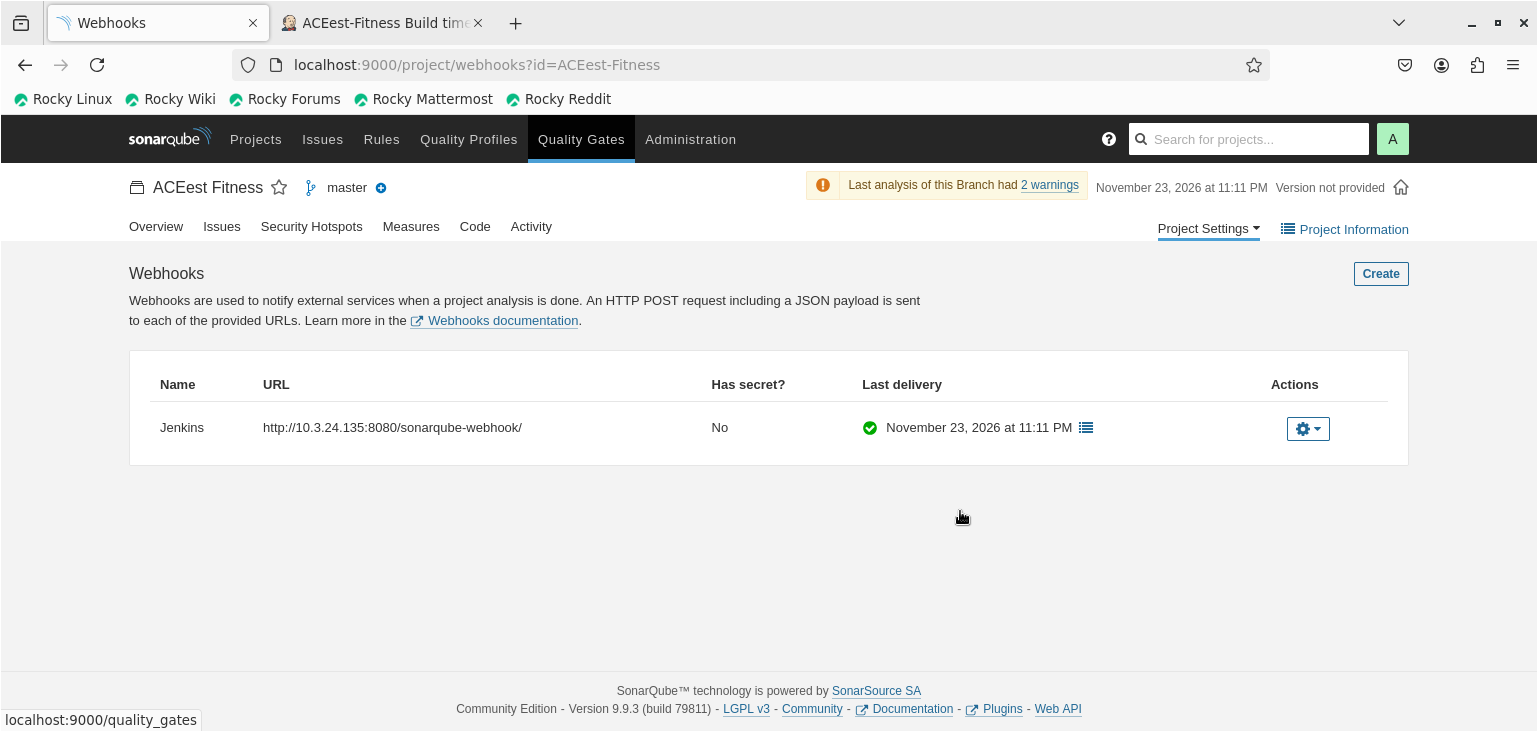 Webhooks
ACEest-Fitness Build tim
localhost:9000/project/webhooks?id=ACEest-Fitness
Rocky Linux Rocky Wiki Rocky Forums Rocky Mattermost Rocky Reddit
sonarqube Projects Issues Rules Quality Profiles Quality Gates Administration Search for projects... A
ACEest Fitness master Last analysis of this Branch had 2 warnings November 23, 2026 at 11:11 PM Version not provided
Overview Issues Security Hotspots Measures Code Activity Project Settings Project Information
Webhooks Create
Webhooks are used to notify external services when a project analysis is done. An HTTP POST request including a JSON payload is sent
to each of the provided URLs. Learn more in the Webhooks documentation.
Name URL Has secret? Last delivery Actions
Jenkins http://10.3.24.135:8080/sonarqube-webhook/ No November 23, 2026 at 11:11 PM
SonarQube™ technology is powered by SonarSource SA
Community Edition - Version 9.9.3 (build 79811) - LGPL v3 - Community - Documentation - Plugins - Web API
localhost:9000/quality_gates